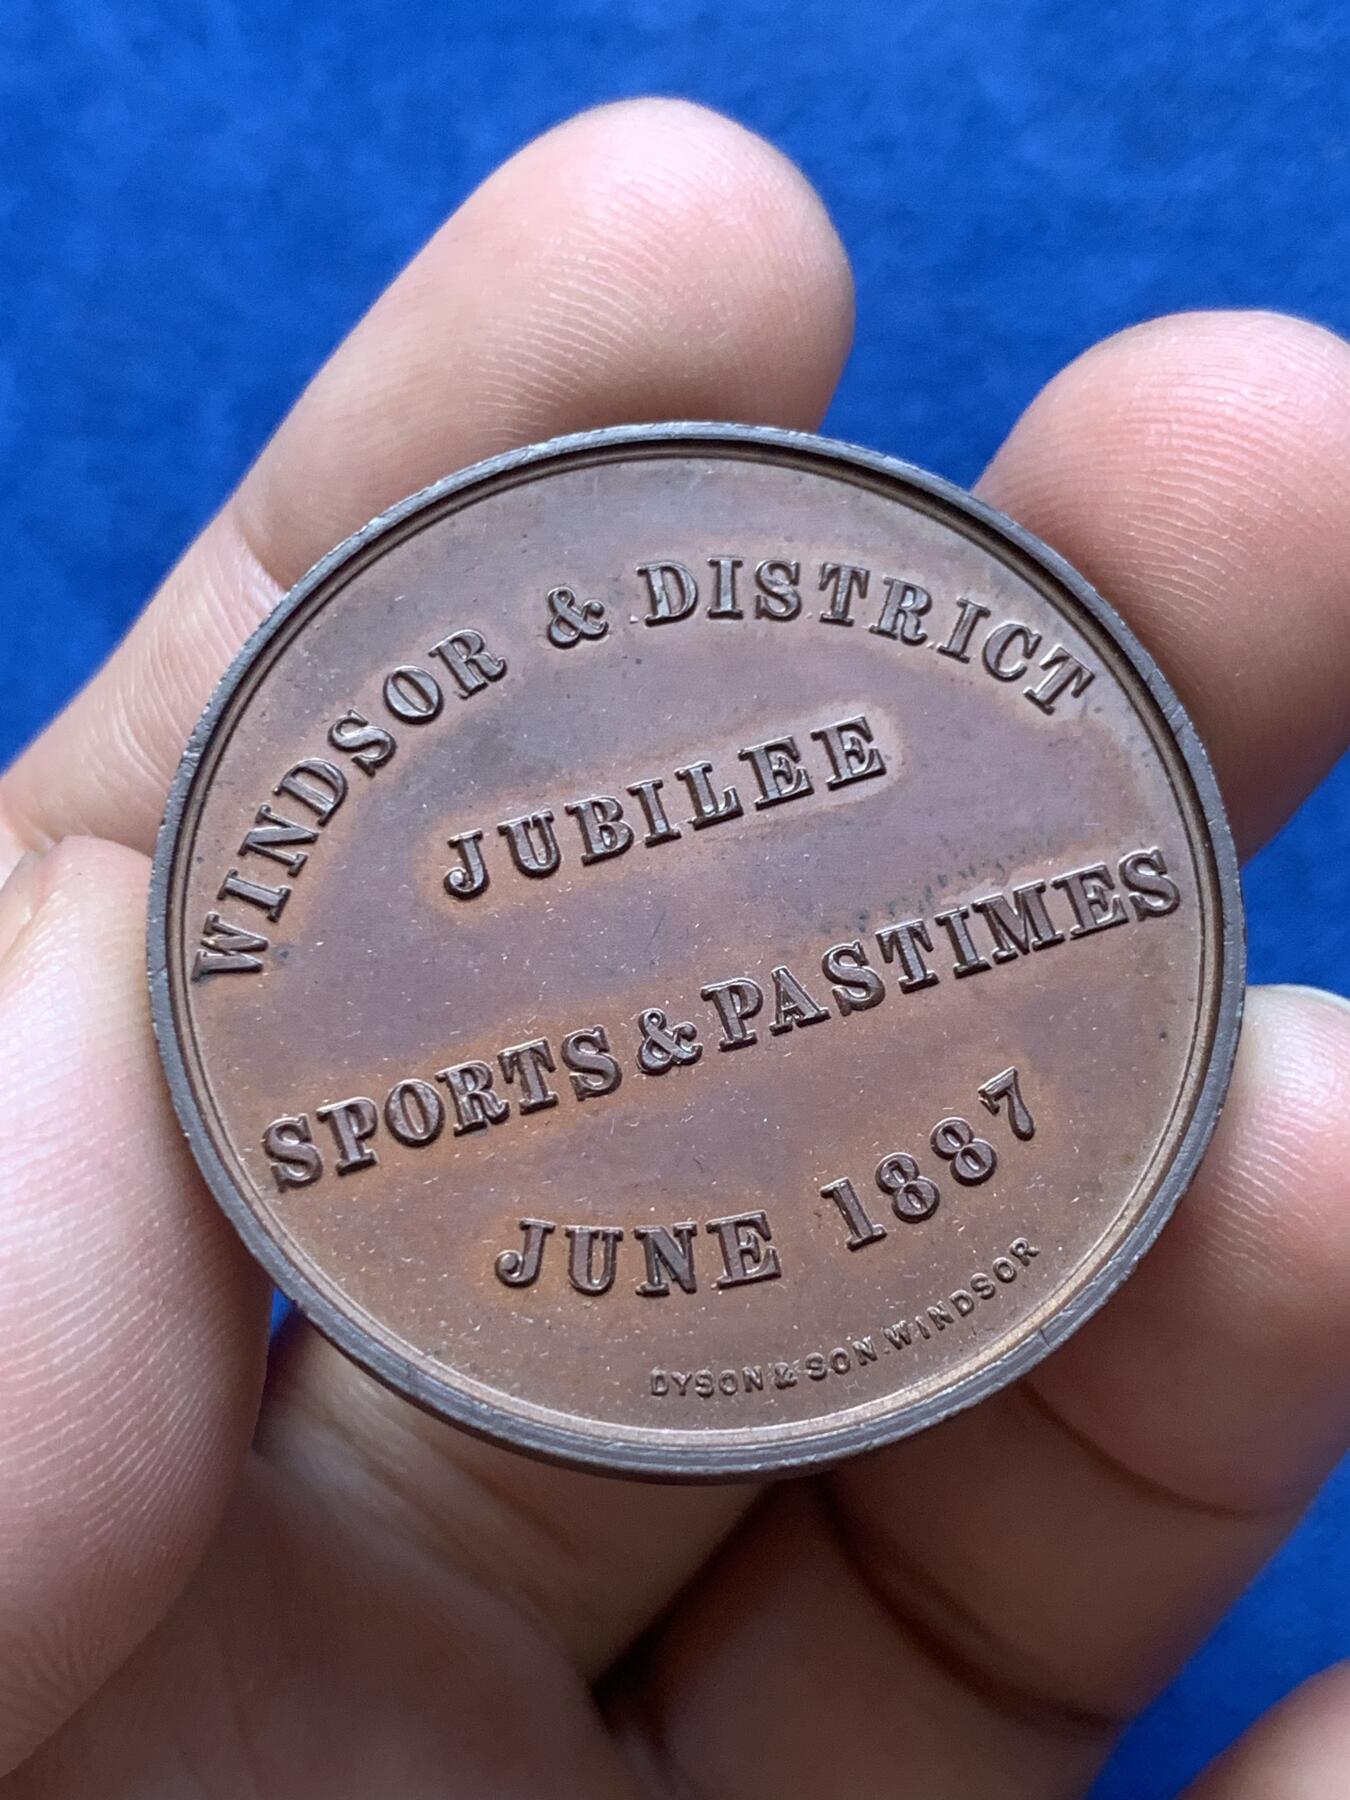 WINDSOR & DISTRICT
JUBILEE
SPORTS & PASTIMES
JUNE 1887
DYSON & SON. WINDSOR